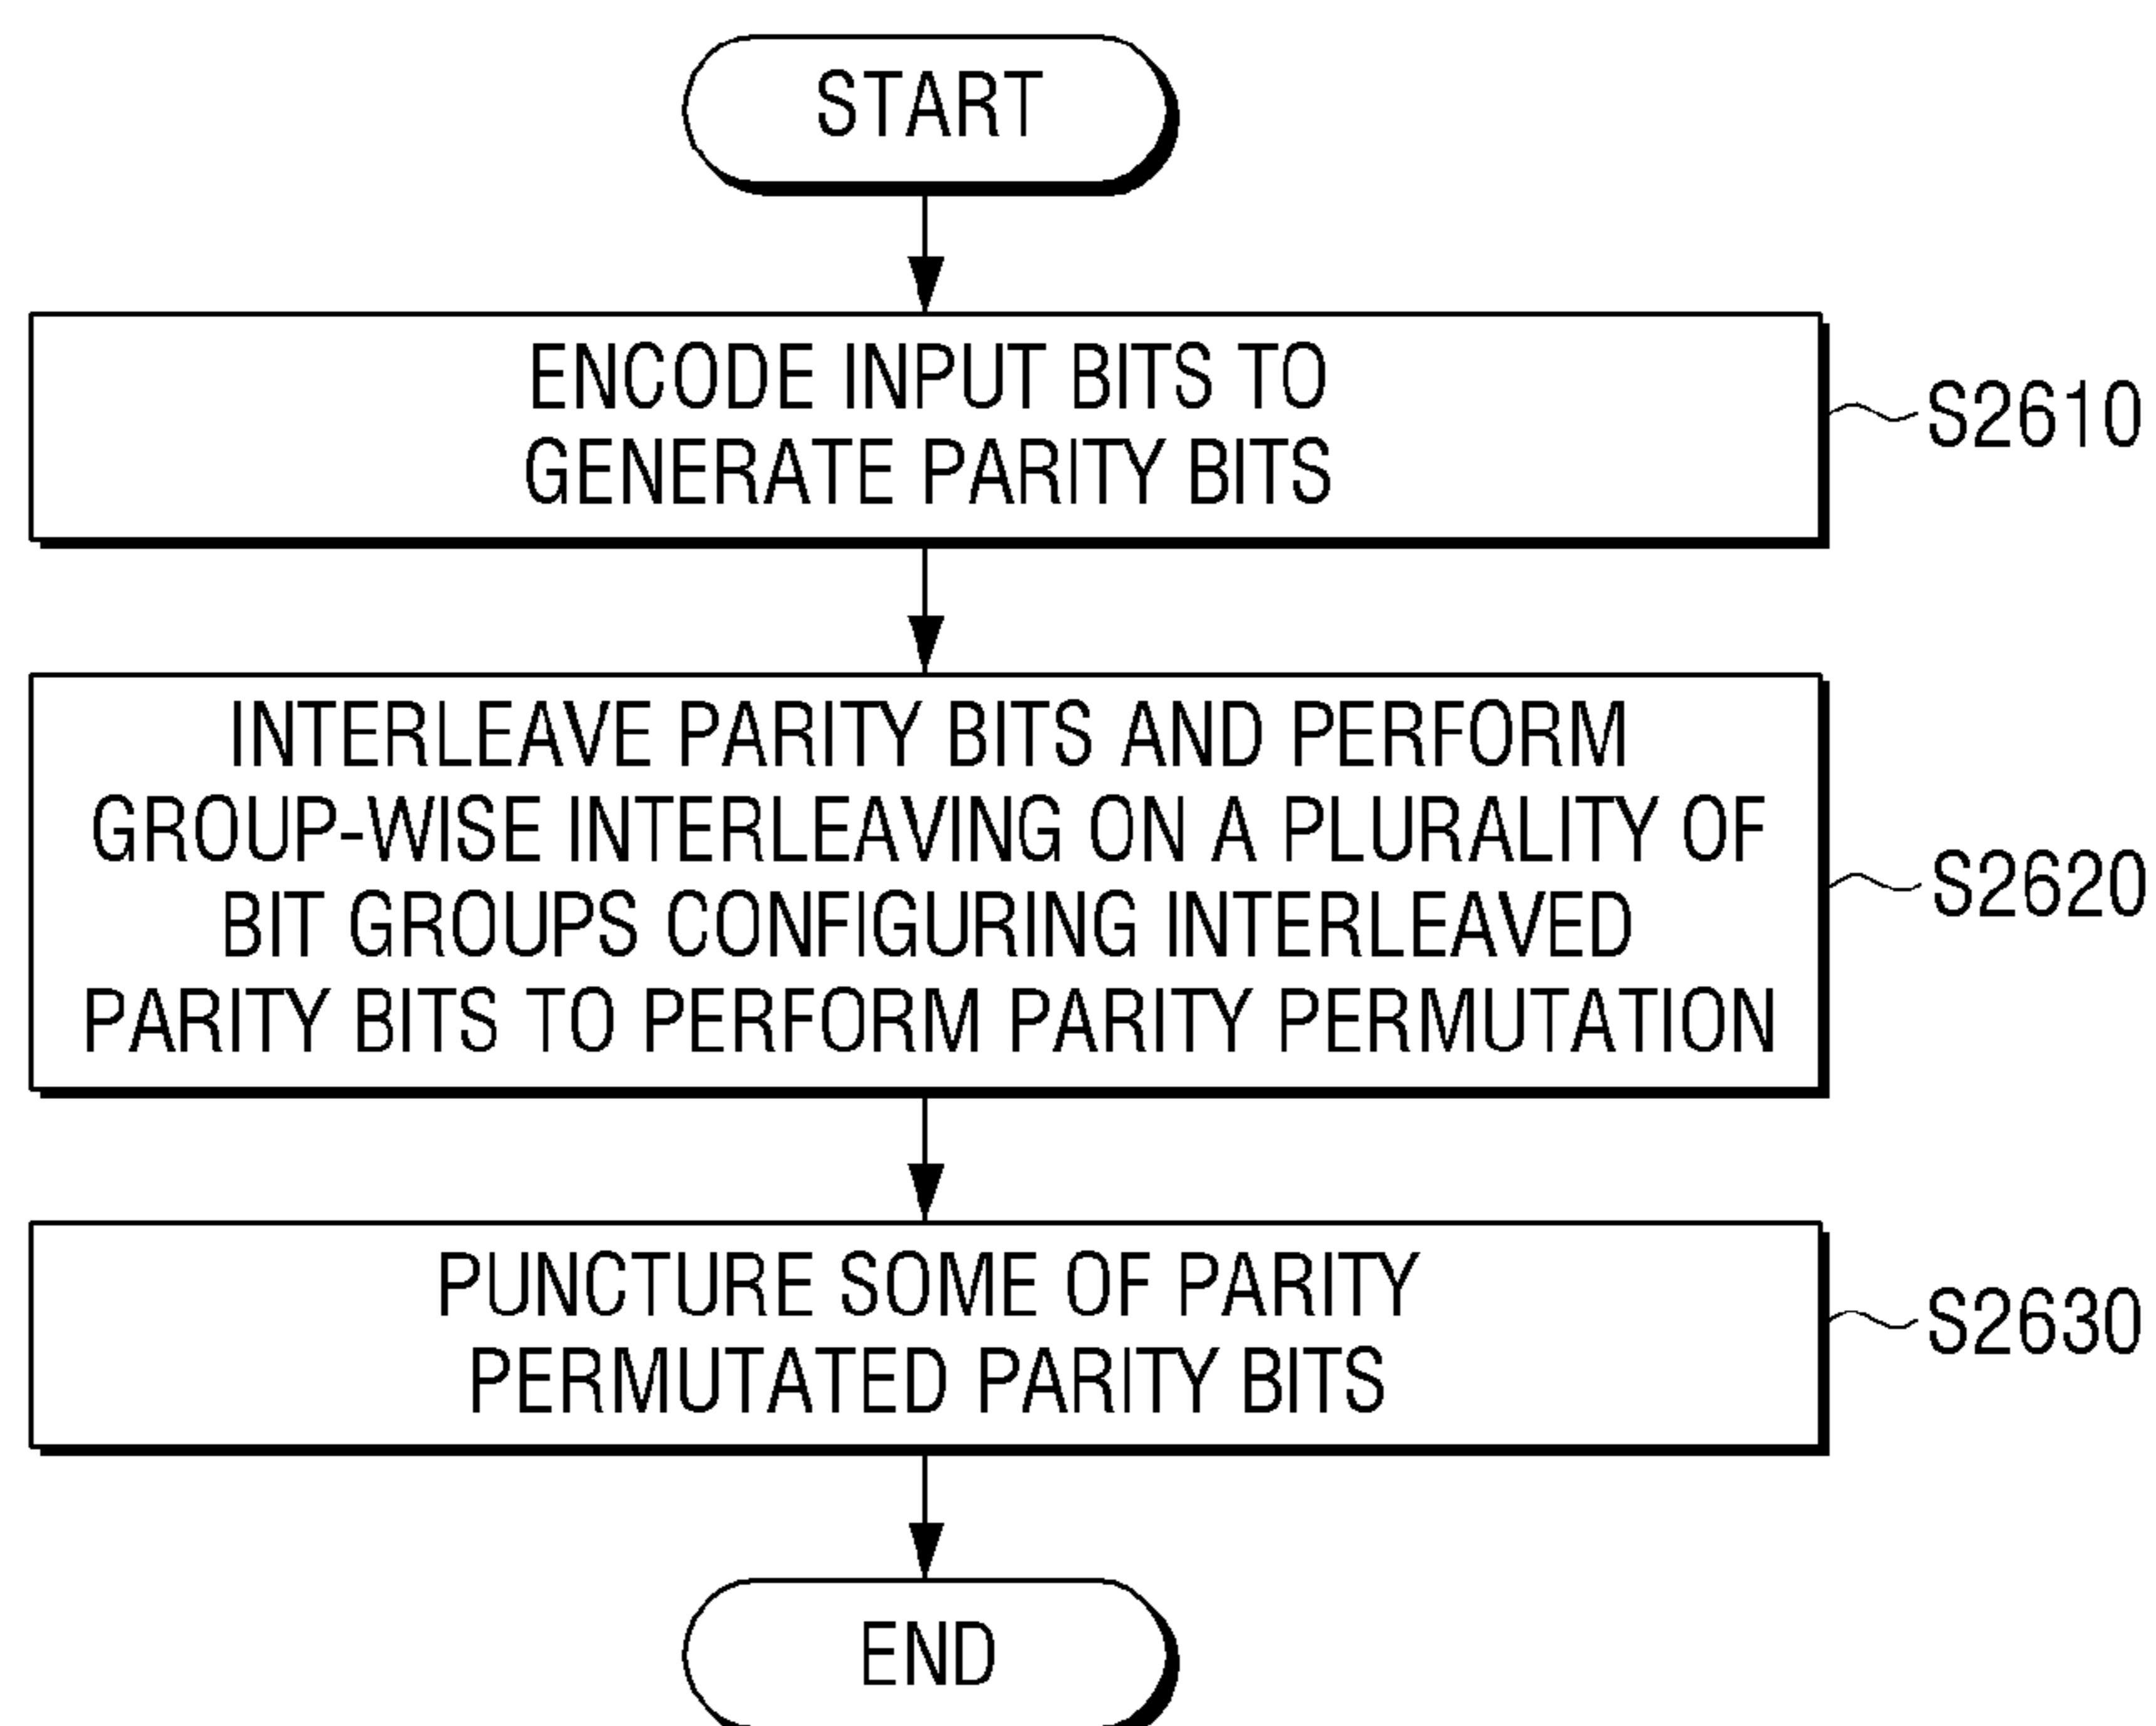 START
ENCODE INPUT BITS TO
GENERATE PARITY BITS
S2610
INTERLEAVE PARITY BITS AND PERFORM
GROUP-WISE INTERLEAVING ON A PLURALITY OF
BIT GROUPS CONFIGURING INTERLEAVED
PARITY BITS TO PERFORM PARITY PERMUTATION
S2620
PUNCTURE SOME OF PARITY
PERMUTATED PARITY BITS
S2630
END